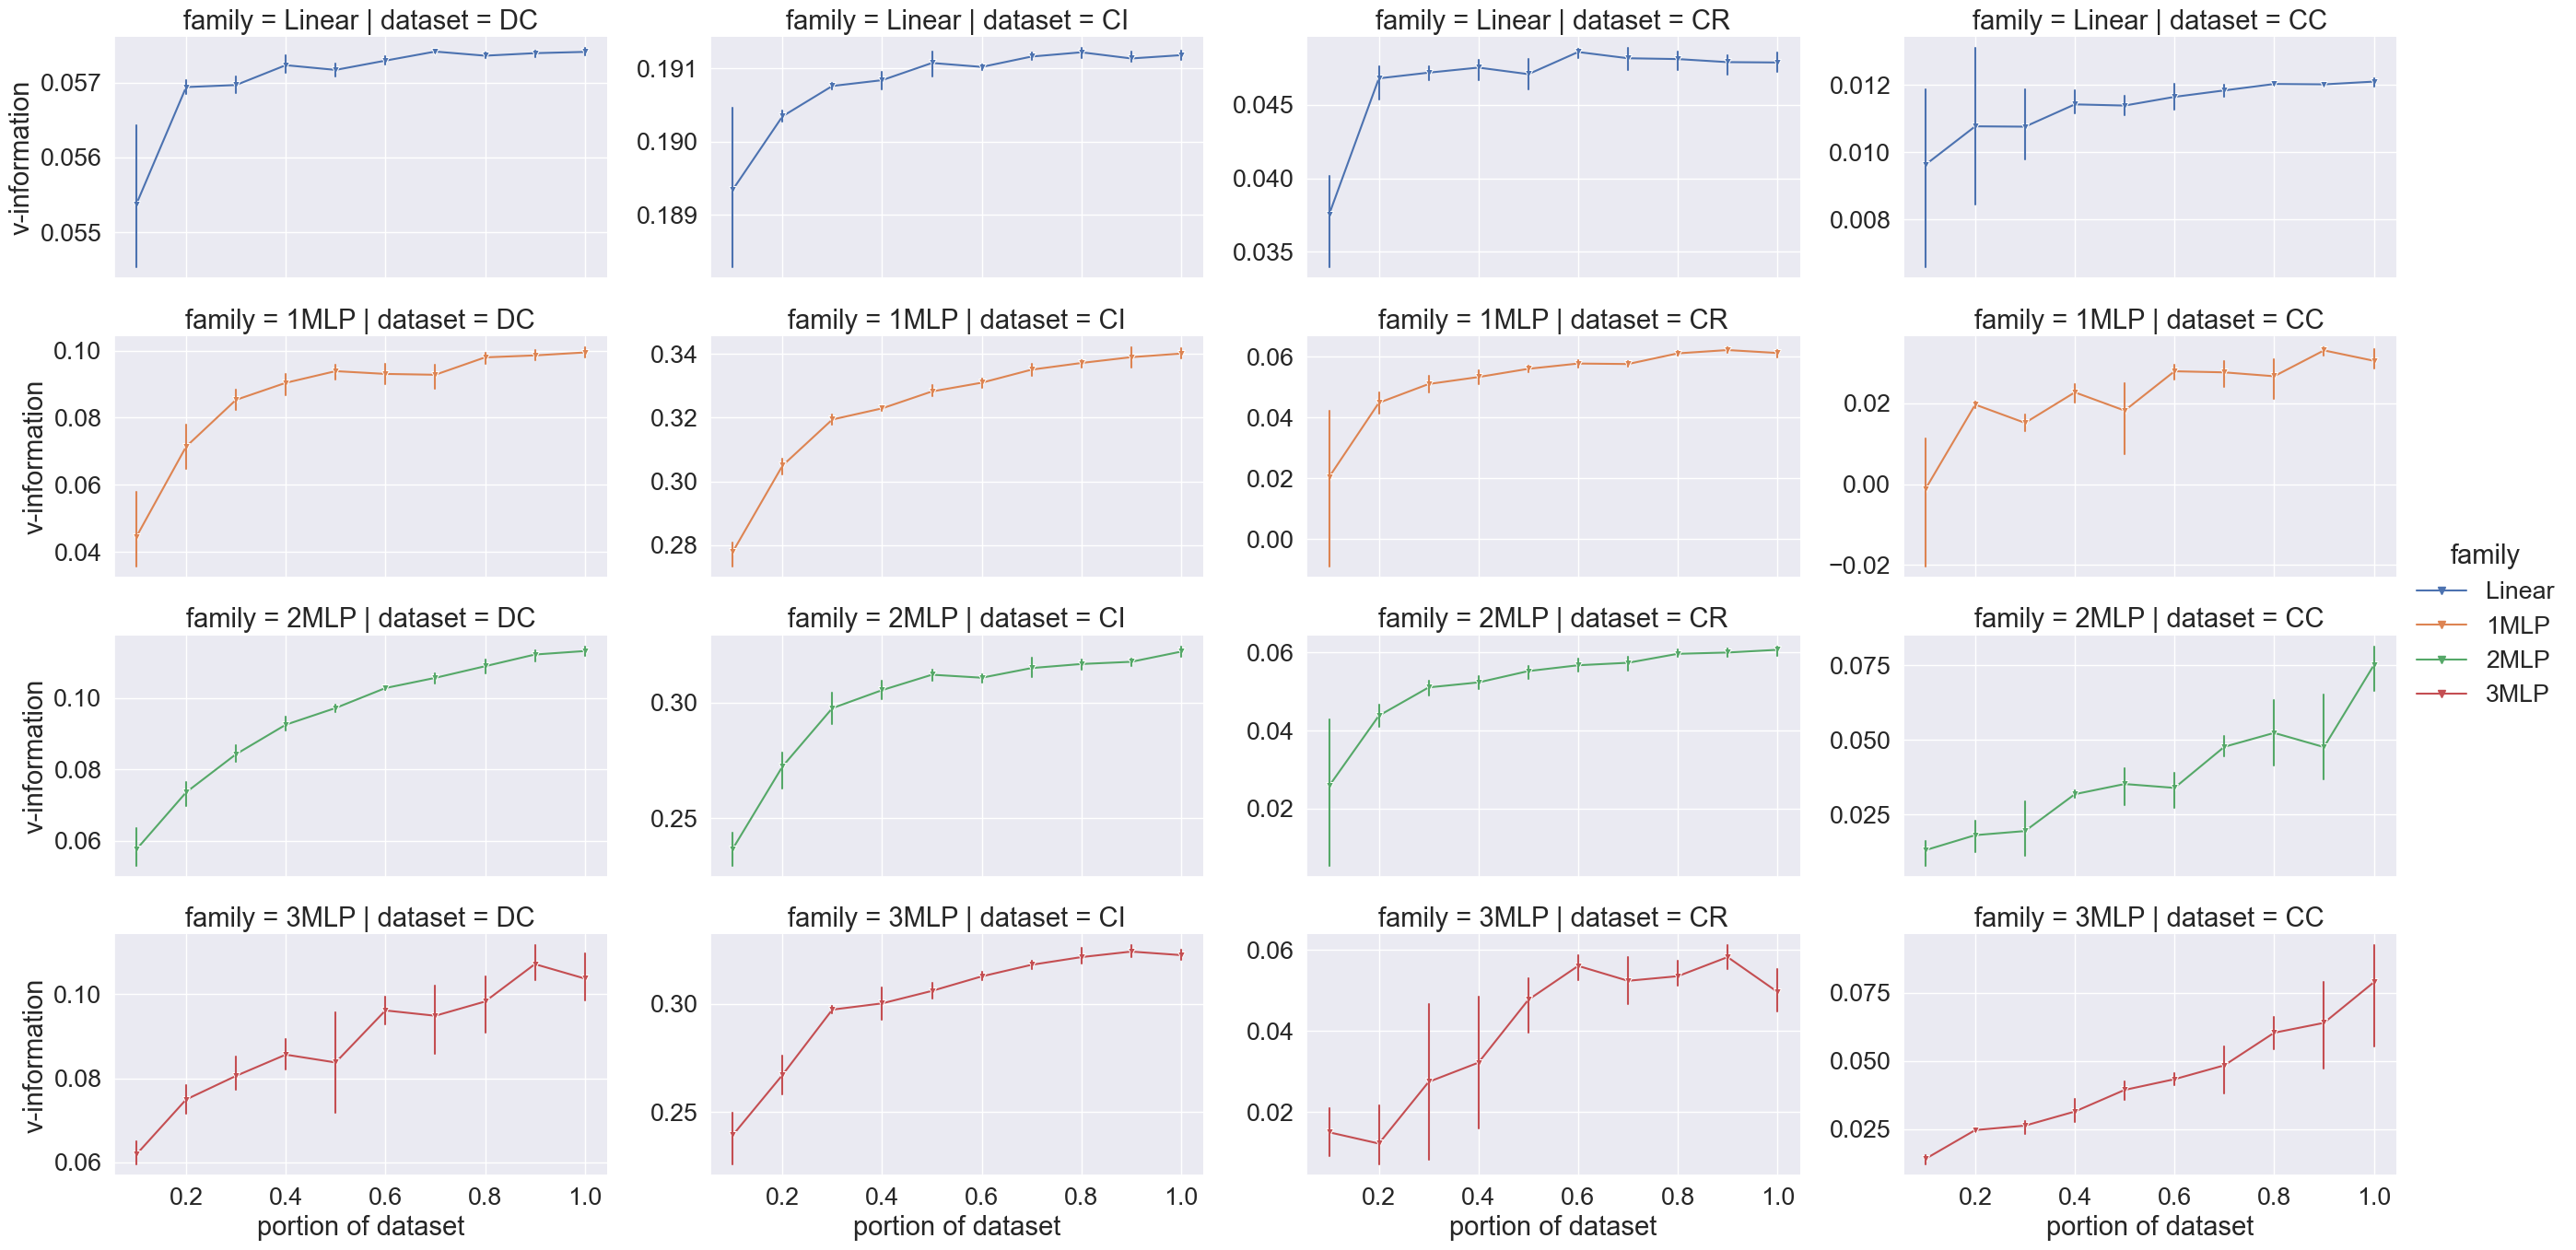 family = Linear | dataset = DC
family = Linear | dataset = CI
family = Linear | dataset = CR
family = Linear | dataset = CC
v-information
0.057
0.056
0.055
0.191
0.190
0.189
0.045
0.040
0.035
0.012
0.010
0.008
family = 1MLP | dataset = DC
family = 1MLP | dataset = CI
family = 1MLP | dataset = CR
family = 1MLP | dataset = CC
v-information
0.10
0.08
0.06
0.04
0.34
0.32
0.30
0.28
0.06
0.04
0.02
0.00
0.02
0.00
−0.02
family
Linear
1MLP
2MLP
3MLP
family = 2MLP | dataset = DC
family = 2MLP | dataset = CI
family = 2MLP | dataset = CR
family = 2MLP | dataset = CC
v-information
0.10
0.08
0.06
0.30
0.25
0.06
0.04
0.02
0.075
0.050
0.025
family = 3MLP | dataset = DC
family = 3MLP | dataset = CI
family = 3MLP | dataset = CR
family = 3MLP | dataset = CC
v-information
0.10
0.08
0.06
0.30
0.25
0.06
0.04
0.02
0.075
0.050
0.025
0.2 0.4 0.6 0.8 1.0
0.2 0.4 0.6 0.8 1.0
0.2 0.4 0.6 0.8 1.0
0.2 0.4 0.6 0.8 1.0
portion of dataset
portion of dataset
portion of dataset
portion of dataset